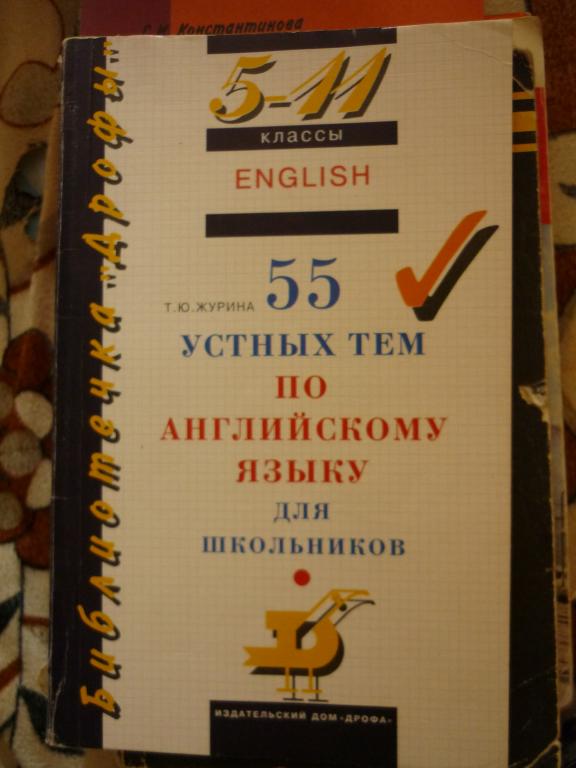 С.И. Константинова
Библиотечка "Дрофы"
5-11
КЛАССЫ
ENGLISH
Т.Ю.ЖУРИНА 55
УСТНЫХ ТЕМ
ПО
АНГЛИЙСКОМУ
ЯЗЫКУ
ДЛЯ
ШКОЛЬНИКОВ
ИЗДАТЕЛЬСКИЙ ДОМ «ДРОФА»